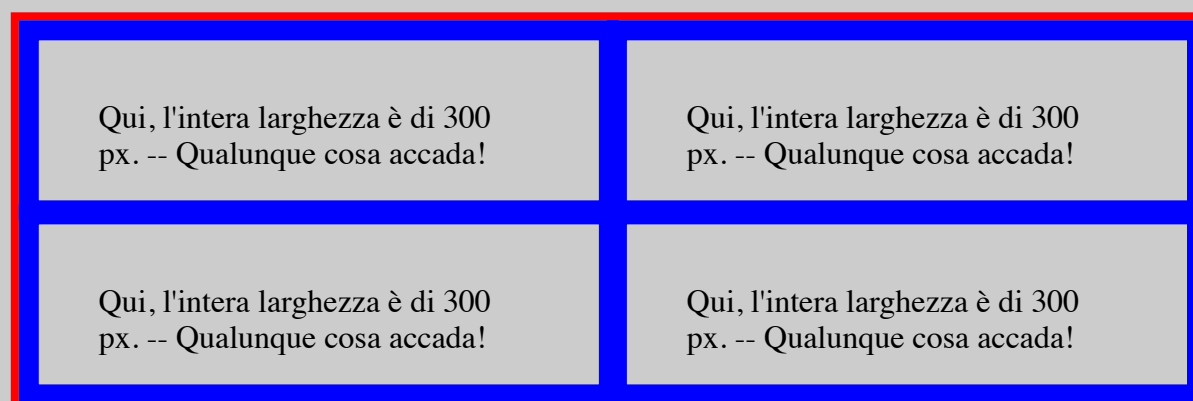 Qui, l'intera larghezza è di 300
px. -- Qualunque cosa accada!
Qui, l'intera larghezza è di 300
px. -- Qualunque cosa accada!
Qui, l'intera larghezza è di 300
px. -- Qualunque cosa accada!
Qui, l'intera larghezza è di 300
px. -- Qualunque cosa accada!